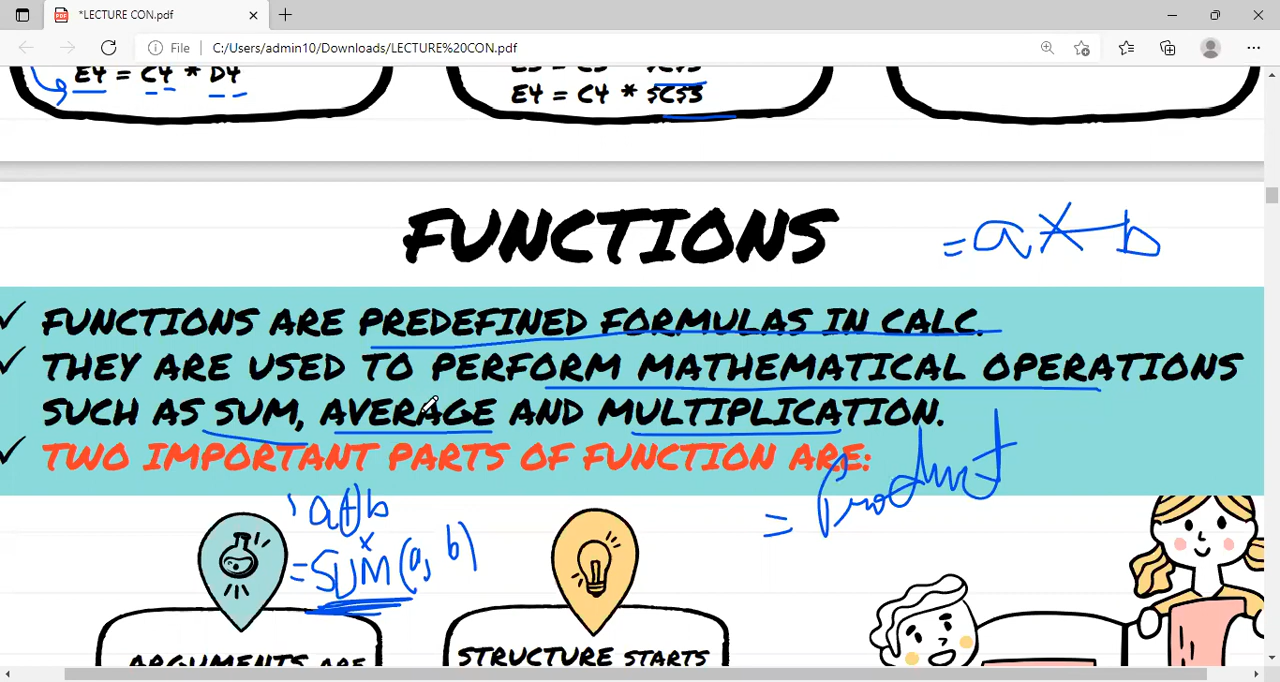 *LECTURE CON.pdf
File C:/Users/admin10/Downloads/LECTURE%20CON.pdf
E4 = C4 * D4
E4 = C4 * $C$3
FUNCTIONS
= a * b
FUNCTIONS ARE PREDEFINED FORMULAS IN CALC.
THEY ARE USED TO PERFORM MATHEMATICAL OPERATIONS
SUCH AS SUM, AVERAGE AND MULTIPLICATION.
TWO IMPORTANT PARTS OF FUNCTION ARE:
= Product
a+b
=SUM(a, b)
ARGUMENTS ARE
STRUCTURE STARTS